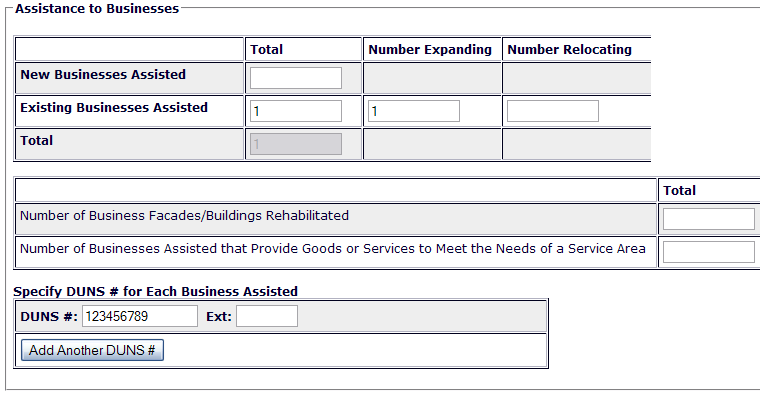 Assistance to Businesses
Total Number Expanding Number Relocating
New Businesses Assisted
Existing Businesses Assisted 1 1
Total 1
Total
Number of Business Facades/Buildings Rehabilitated
Number of Businesses Assisted that Provide Goods or Services to Meet the Needs of a Service Area
Specify DUNS # for Each Business Assisted
DUNS #: 123456789 Ext:
Add Another DUNS #